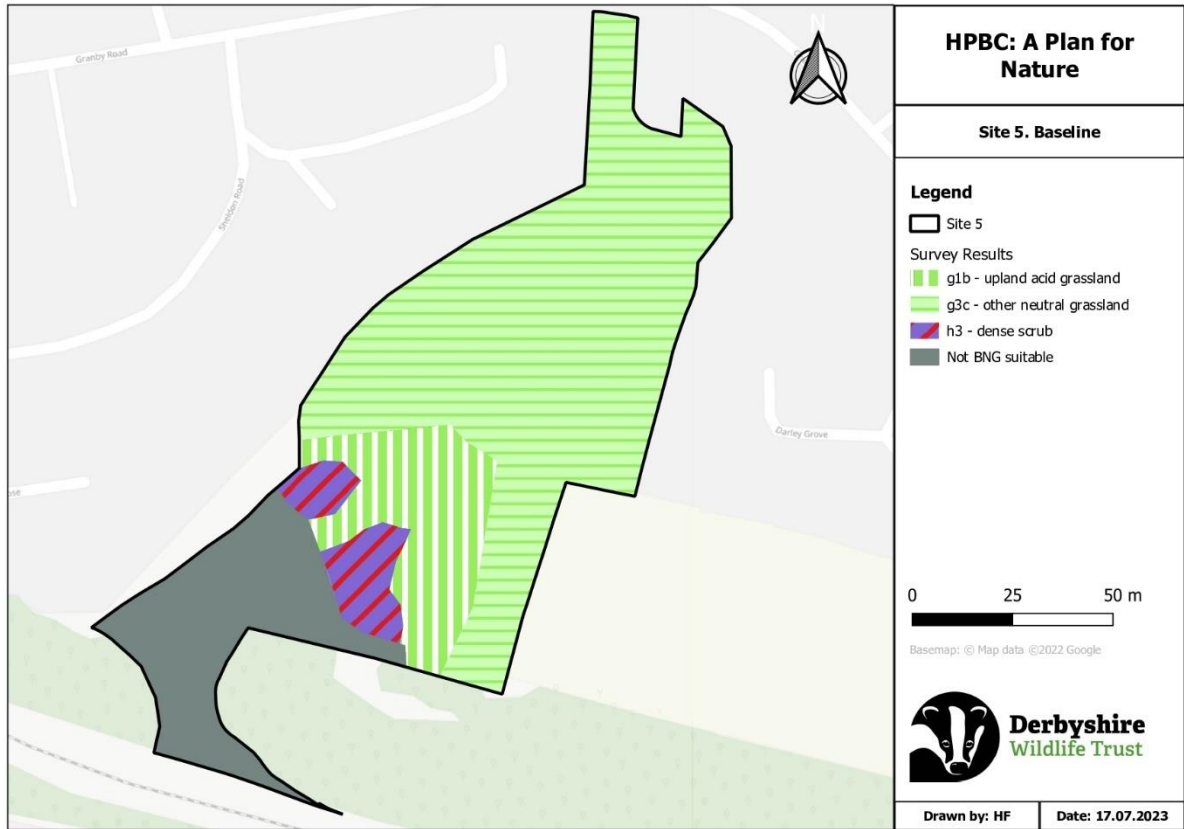 Granby Road
Sheldon Road
Darley Grove
N
HPBC: A Plan for
Nature
Site 5. Baseline
Legend
Site 5
Survey Results
g1b - upland acid grassland
g3c - other neutral grassland
h3 - dense scrub
Not BNG suitable
0 25 50 m
Basemap: © Map data ©2022 Google
Derbyshire
Wildlife Trust
Drawn by: HF
Date: 17.07.2023